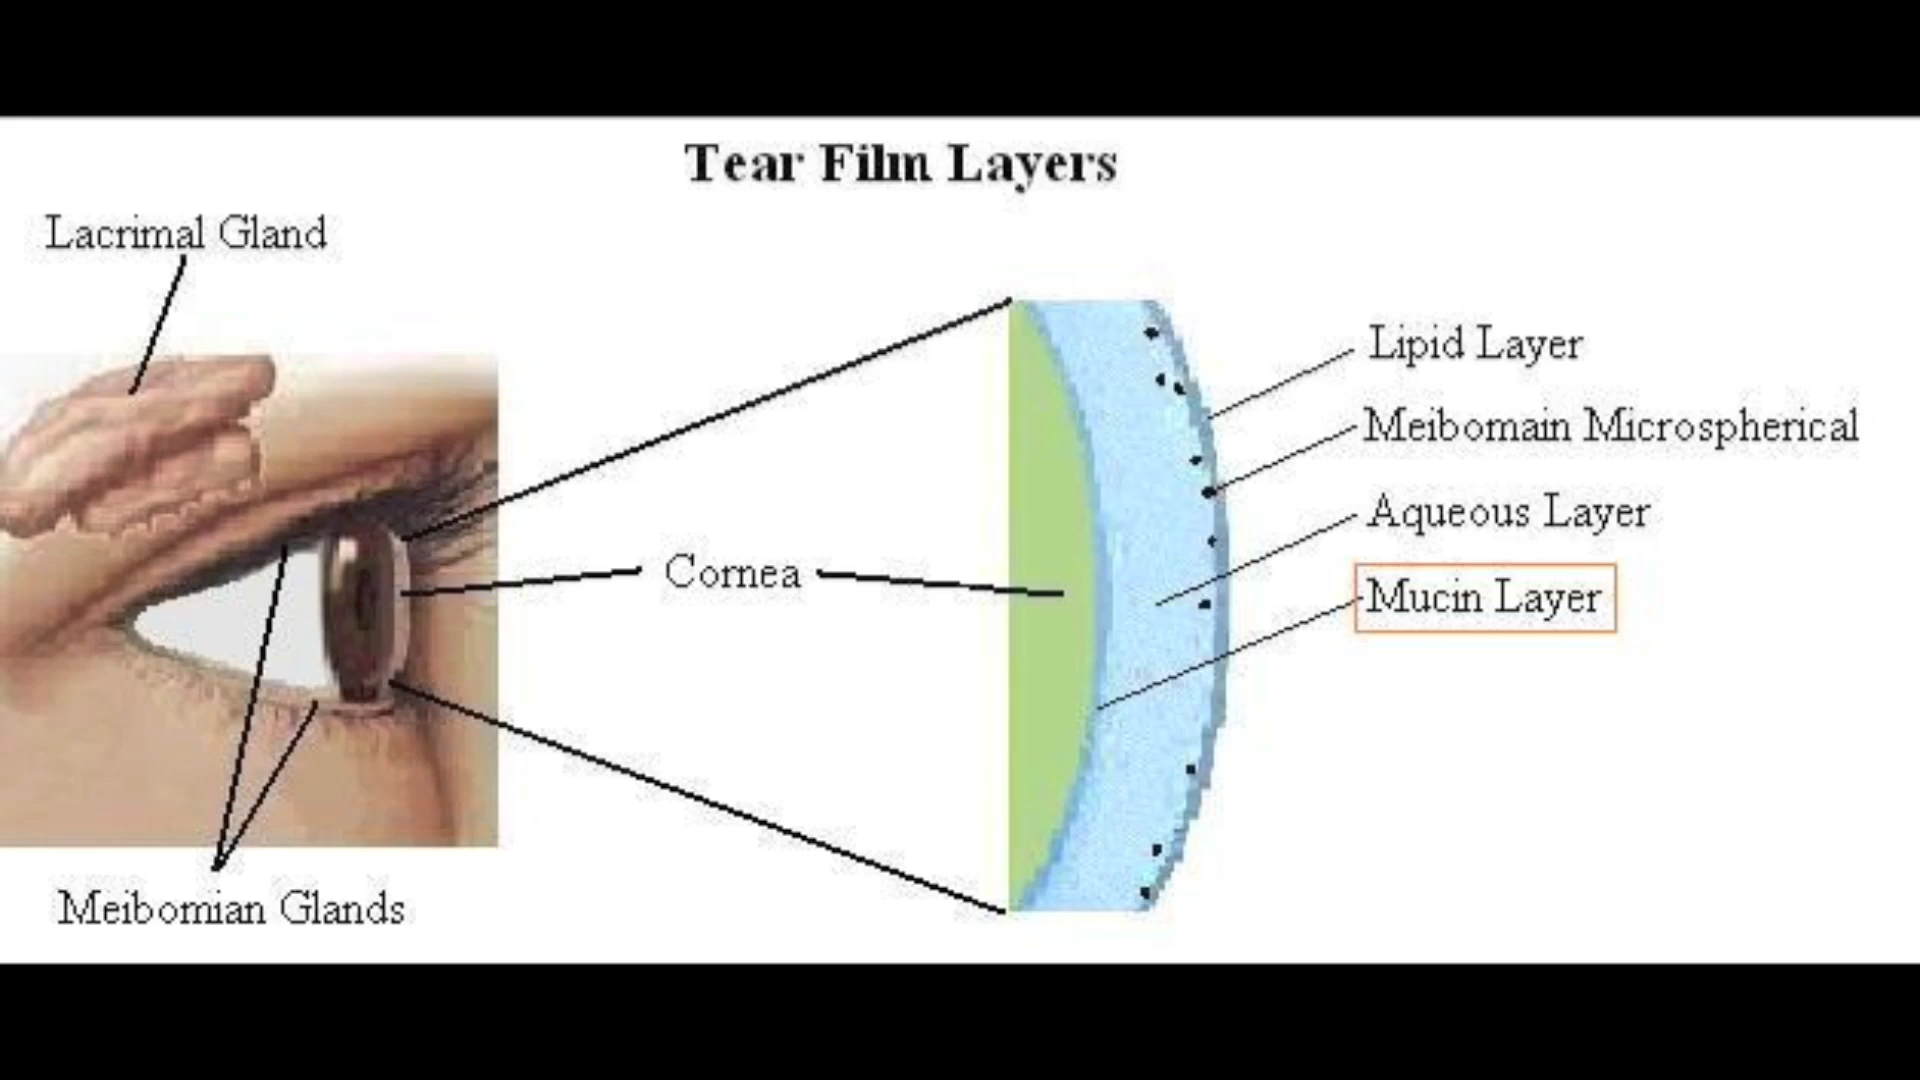 Tear Film Layers
Lacrimal Gland
Lipid Layer
Meibomain Microspherical
Aqueous Layer
Cornea
Mucin Layer
Meibomian Glands